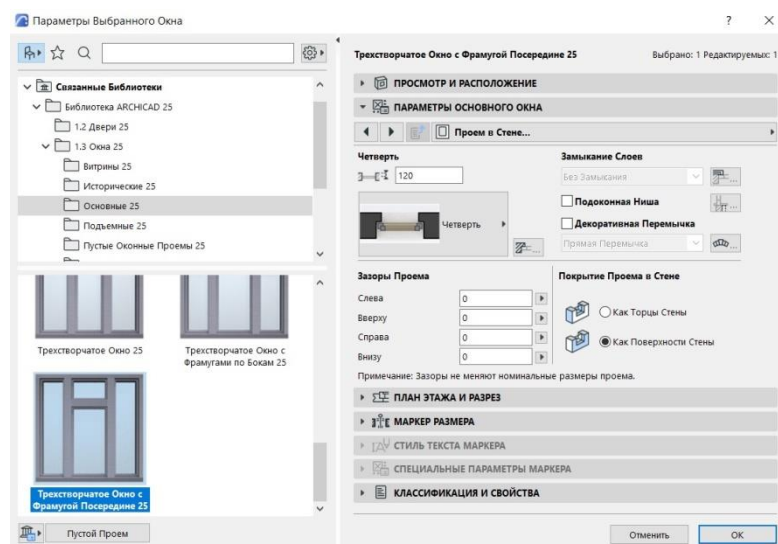 Параметры Выбранного Окна
? ×
Связанные Библиотеки
Библиотека ARCHICAD 25
1.2 Двери 25
1.3 Окна 25
Витрины 25
Исторические 25
Основные 25
Подъемные 25
Пустые Оконные Проемы 25
Трехстворчатое Окно 25
Трехстворчатое Окно с
Фрамугами по Бокам 25
Трехстворчатое Окно с
Фрамугой Посередине 25
Пустой Проем
Трехстворчатое Окно с Фрамугой Посередине 25
Выбрано: 1 Редактируемых: 1
ПРОСМОТР И РАСПОЛОЖЕНИЕ
ПАРАМЕТРЫ ОСНОВНОГО ОКНА
Проем в Стене...
Четверть
120
Четверть
Замыкание Слоев
Без Замыкания
Подоконная Ниша
Декоративная Перемычка
Прямая Перемычка
Зазоры Проема
Слева 0
Вверху 0
Справа 0
Внизу 0
Покрытие Проема в Стене
Как Торцы Стены
Как Поверхности Стены
Примечание: Зазоры не меняют номинальные размеры проема.
ПЛАН ЭТАЖА И РАЗРЕЗ
МАРКЕР РАЗМЕРА
СТИЛЬ ТЕКСТА МАРКЕРА
СПЕЦИАЛЬНЫЕ ПАРАМЕТРЫ МАРКЕРА
КЛАССИФИКАЦИЯ И СВОЙСТВА
Отменить
OK